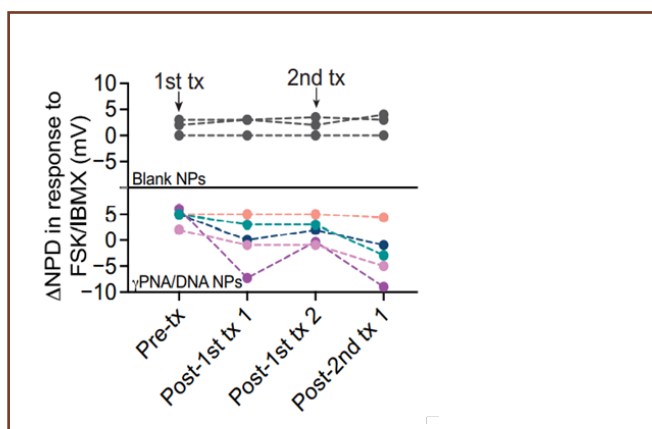 ΔNPD in response to
FSK/IBMX (mV)
1st tx
2nd tx
10
5
0
−5
Blank NPs
5
0
−5
−10
γPNA/DNA NPs
Pre-tx
Post-1st tx 1
Post-1st tx 2
Post-2nd tx 1